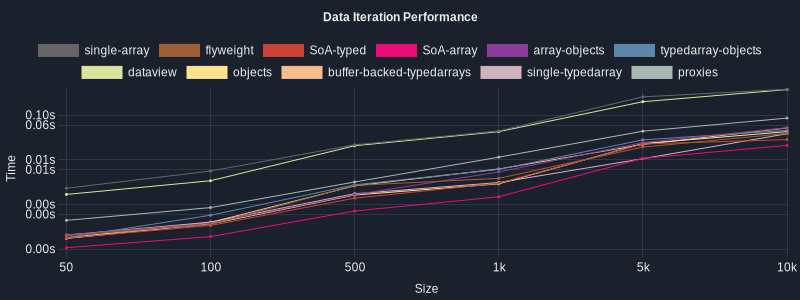 Data Iteration Performance
single-array flyweight SoA-typed SoA-array array-objects typedarray-objects
dataview objects buffer-backed-typedarrays single-typedarray proxies
0.10s
0.06s
0.01s
0.01s
0.00s
0.00s
0.00s
Time
50 100 500 1k 5k 10k
Size